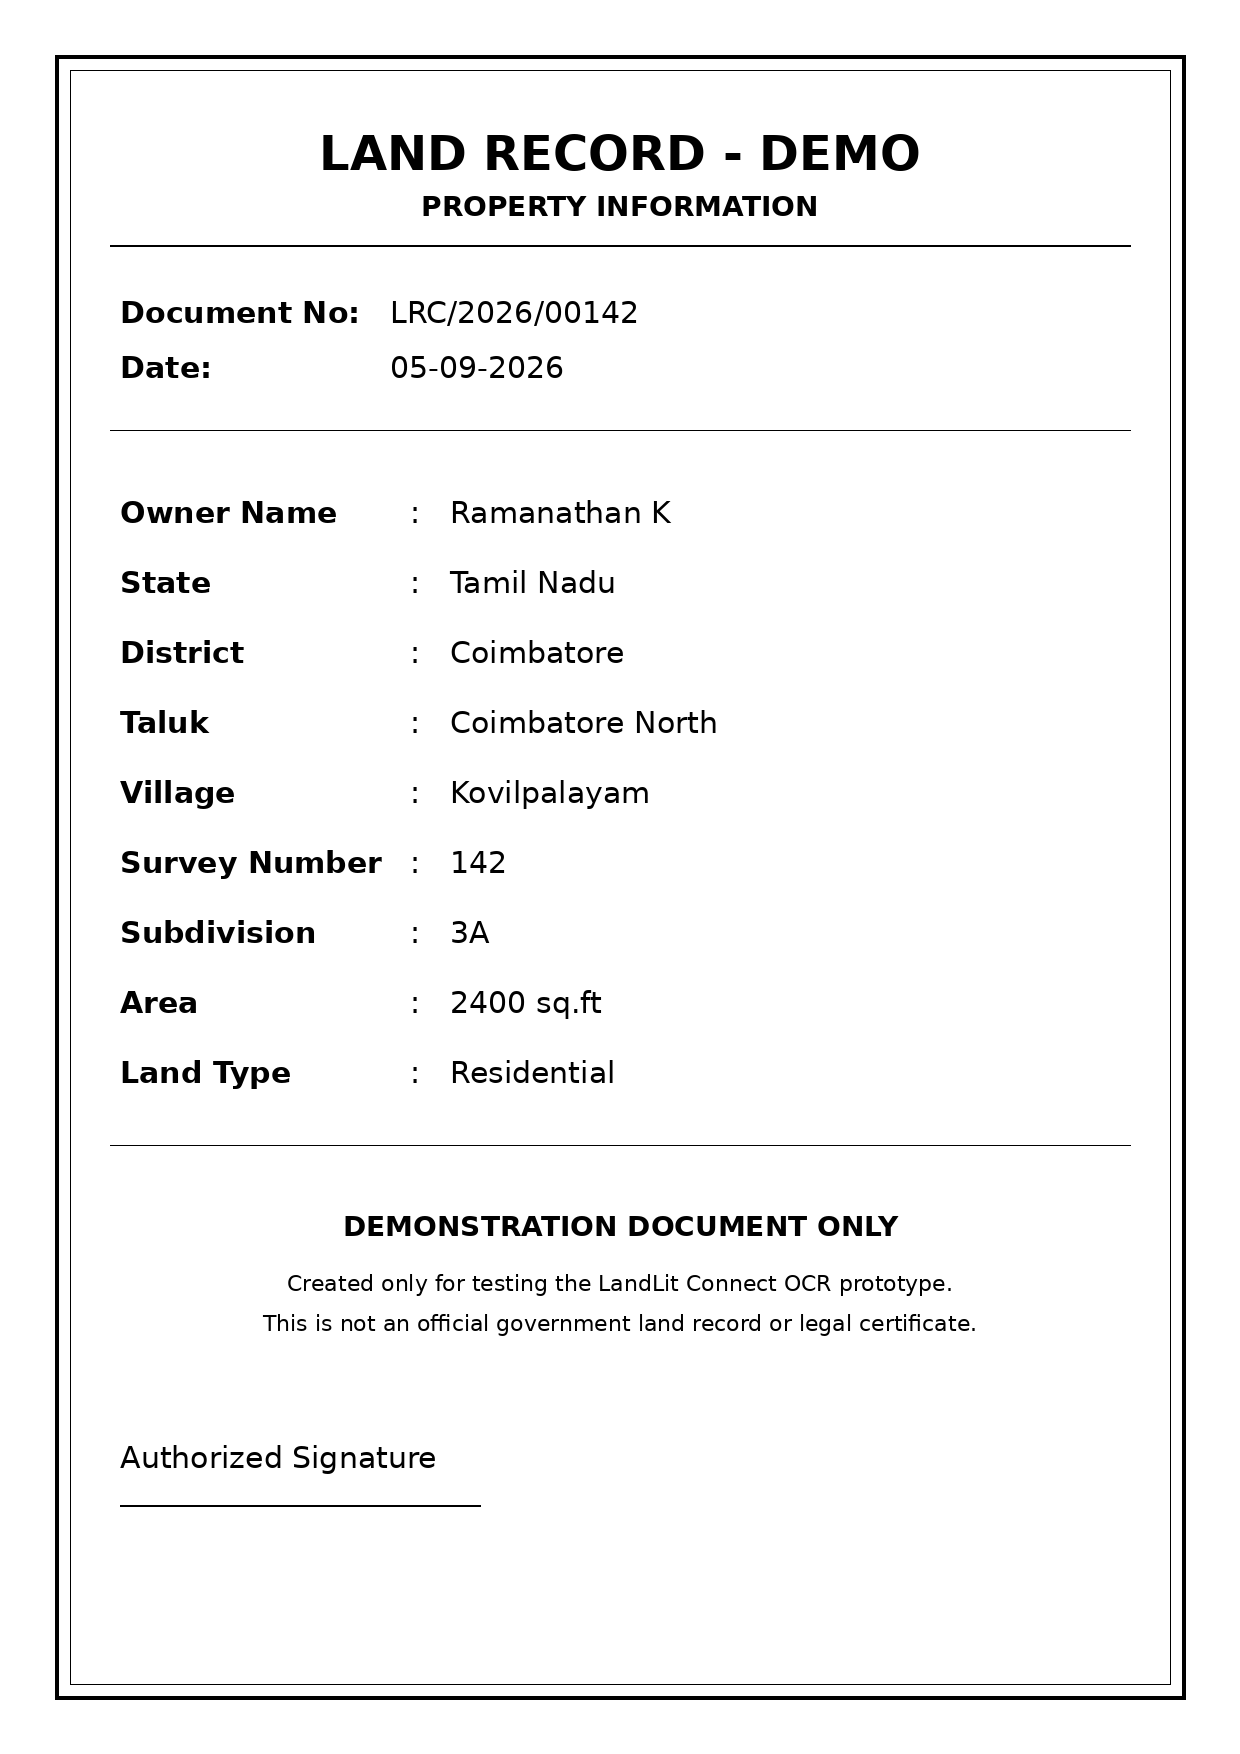 LAND RECORD - DEMO
PROPERTY INFORMATION
Document No: LRC/2026/00142
Date: 05-09-2026
Owner Name : Ramanathan K
State : Tamil Nadu
District : Coimbatore
Taluk : Coimbatore North
Village : Kovilpalayam
Survey Number : 142
Subdivision : 3A
Area : 2400 sq.ft
Land Type : Residential
DEMONSTRATION DOCUMENT ONLY
Created only for testing the LandLit Connect OCR prototype.
This is not an official government land record or legal certificate.
Authorized Signature